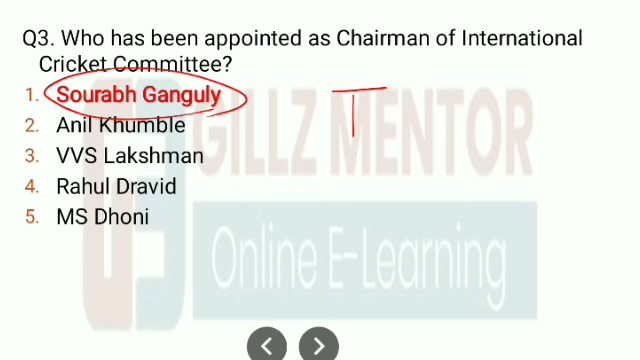 Q3. Who has been appointed as Chairman of International
Cricket Committee?
1. Sourabh Ganguly
2. Anil Khumble
3. VVS Lakshman
4. Rahul Dravid
5. MS Dhoni
GILLZ MENTOR
Online E-Learning